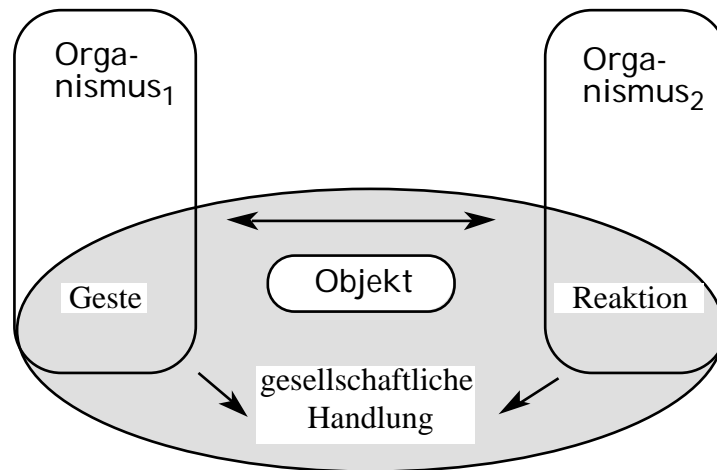 Orga-
nismus₁
Orga-
nismus₂
Objekt
Geste
Reaktion
gesellschaftliche
Handlung